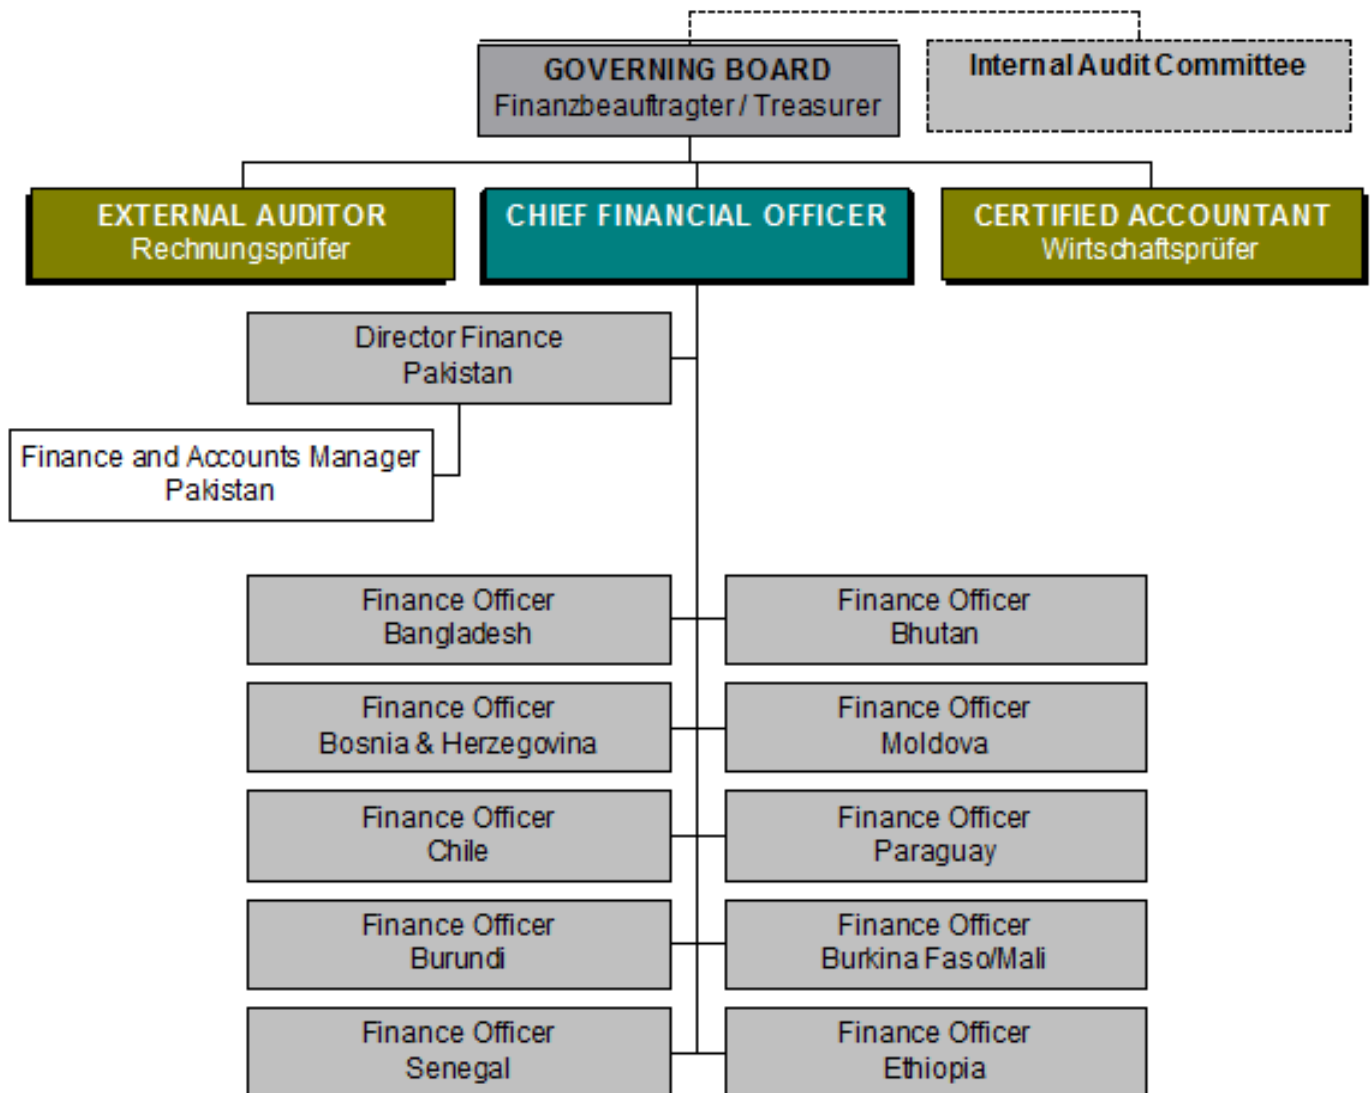 GOVERNING BOARD
Finanzbeauftragter / Treasurer
Internal Audit Committee
EXTERNAL AUDITOR
Rechnungsprüfer
CHIEF FINANCIAL OFFICER
CERTIFIED ACCOUNTANT
Wirtschaftsprüfer
Director Finance
Pakistan
Finance and Accounts Manager
Pakistan
Finance Officer
Bangladesh
Finance Officer
Bhutan
Finance Officer
Bosnia & Herzegovina
Finance Officer
Moldova
Finance Officer
Chile
Finance Officer
Paraguay
Finance Officer
Burundi
Finance Officer
Burkina Faso/Mali
Finance Officer
Senegal
Finance Officer
Ethiopia